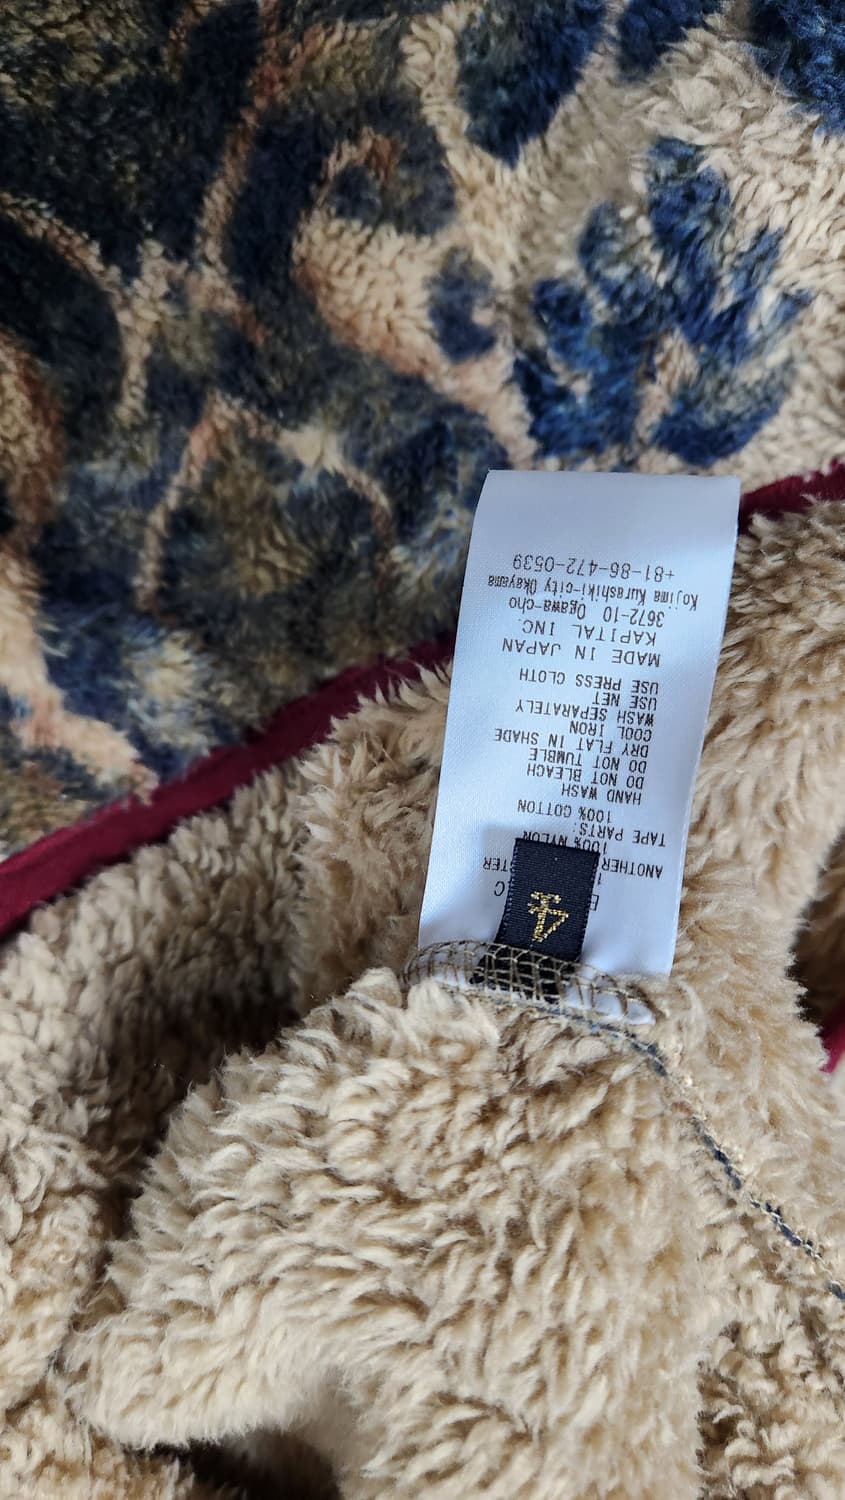 4
ANOTHER
100% NYLON
TAPE PARTS:
100% COTTON
HAND WASH
DO NOT BLEACH
DO NOT TUMBLE
DRY FLAT IN SHADE
COOL IRON
WASH SEPARATELY
USE NET
USE PRESS CLOTH
MADE IN JAPAN
KAPITAL INC.
3672-10 Ogawa-cho
Kojima Kurashiki-city Okayama
+81-86-472-0539